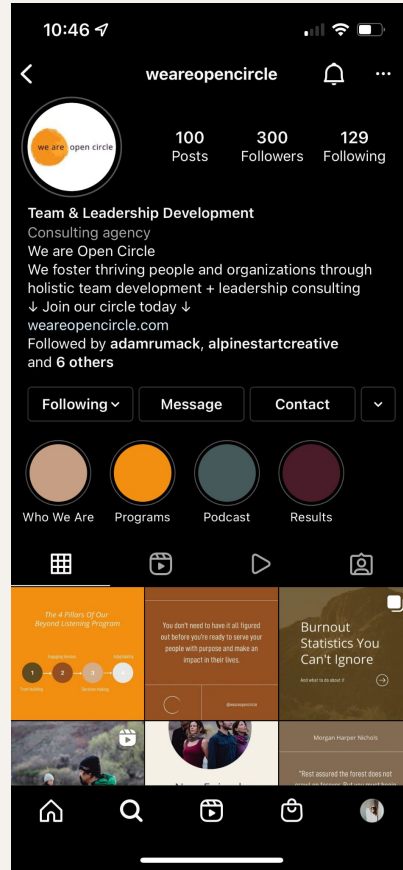 10:46
weareopencircle
we are open circle
100 300 129
Posts Followers Following
Team & Leadership Development
Consulting agency
We are Open Circle
We foster thriving people and organizations through
holistic team development + leadership consulting
↓ Join our circle today ↓
weareopencircle.com
Followed by adamrumack, alpinestartcreative
and 6 others
Following Message Contact
Who We Are Programs Podcast Results
The 4 Pillars Of Our
Beyond Listening Program
1 2 3
Trust-building
Decision-making
You don't need to have it all figured
out before you're ready to serve your
people with purpose and make an
impact in their lives.
@weareopencircle
Burnout
Statistics You
Can't Ignore
And what to do about it
Morgan Harper Nichols
"Rest assured the forest does not